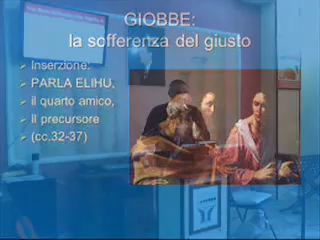 GIOBBE:
la sofferenza del giusto
Inserzione:
PARLA ELIHU,
il quarto amico,
Il precursore
(cc.32-37)